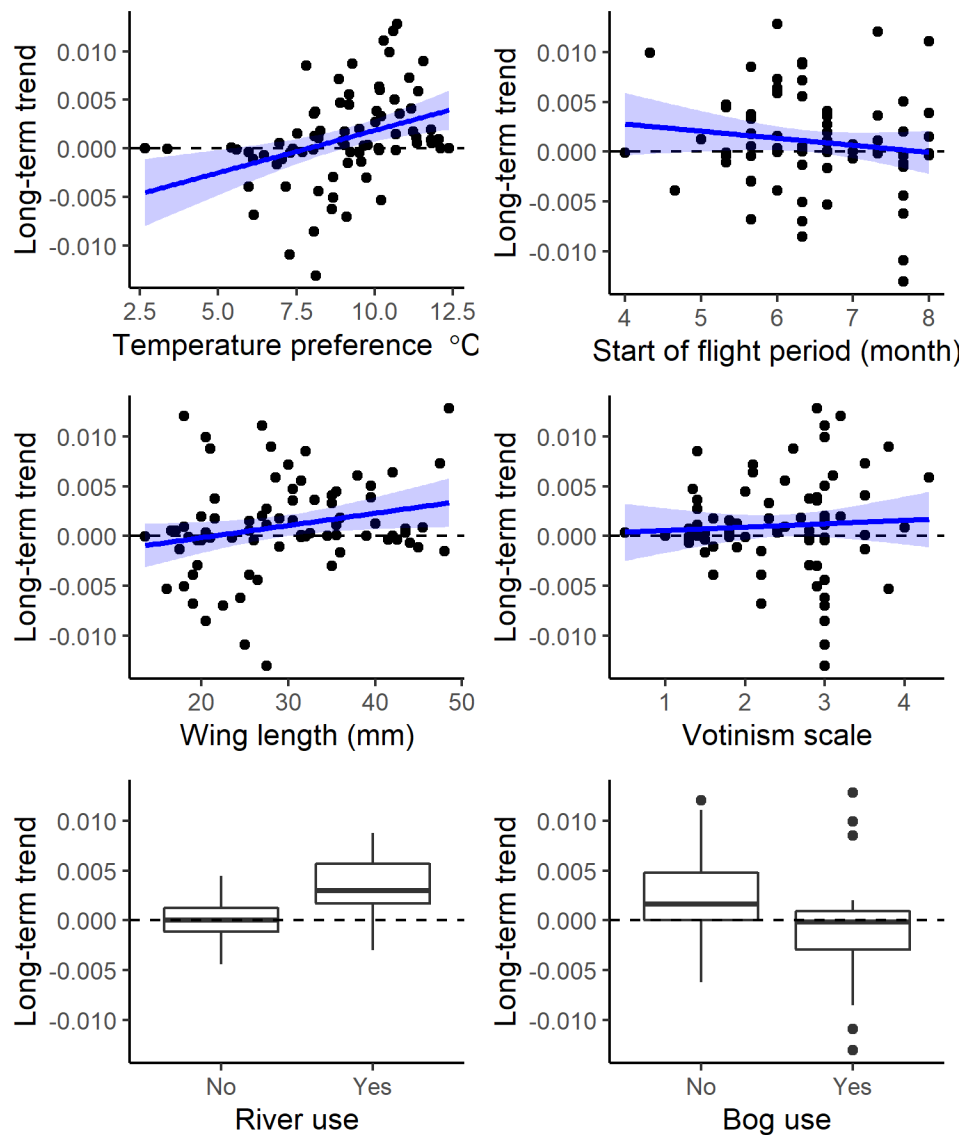 Long-term trend
0.010
0.005
0.000
-0.005
-0.010
2.5 5.0 7.5 10.0 12.5
Temperature preference °C
Long-term trend
0.010
0.005
0.000
-0.005
-0.010
4 5 6 7 8
Start of flight period (month)
Long-term trend
0.010
0.005
0.000
-0.005
-0.010
20 30 40 50
Wing length (mm)
Long-term trend
0.010
0.005
0.000
-0.005
-0.010
1 2 3 4
Votinism scale
Long-term trend
0.010
0.005
0.000
-0.005
-0.010
No Yes
River use
Long-term trend
0.010
0.005
0.000
-0.005
-0.010
No Yes
Bog use